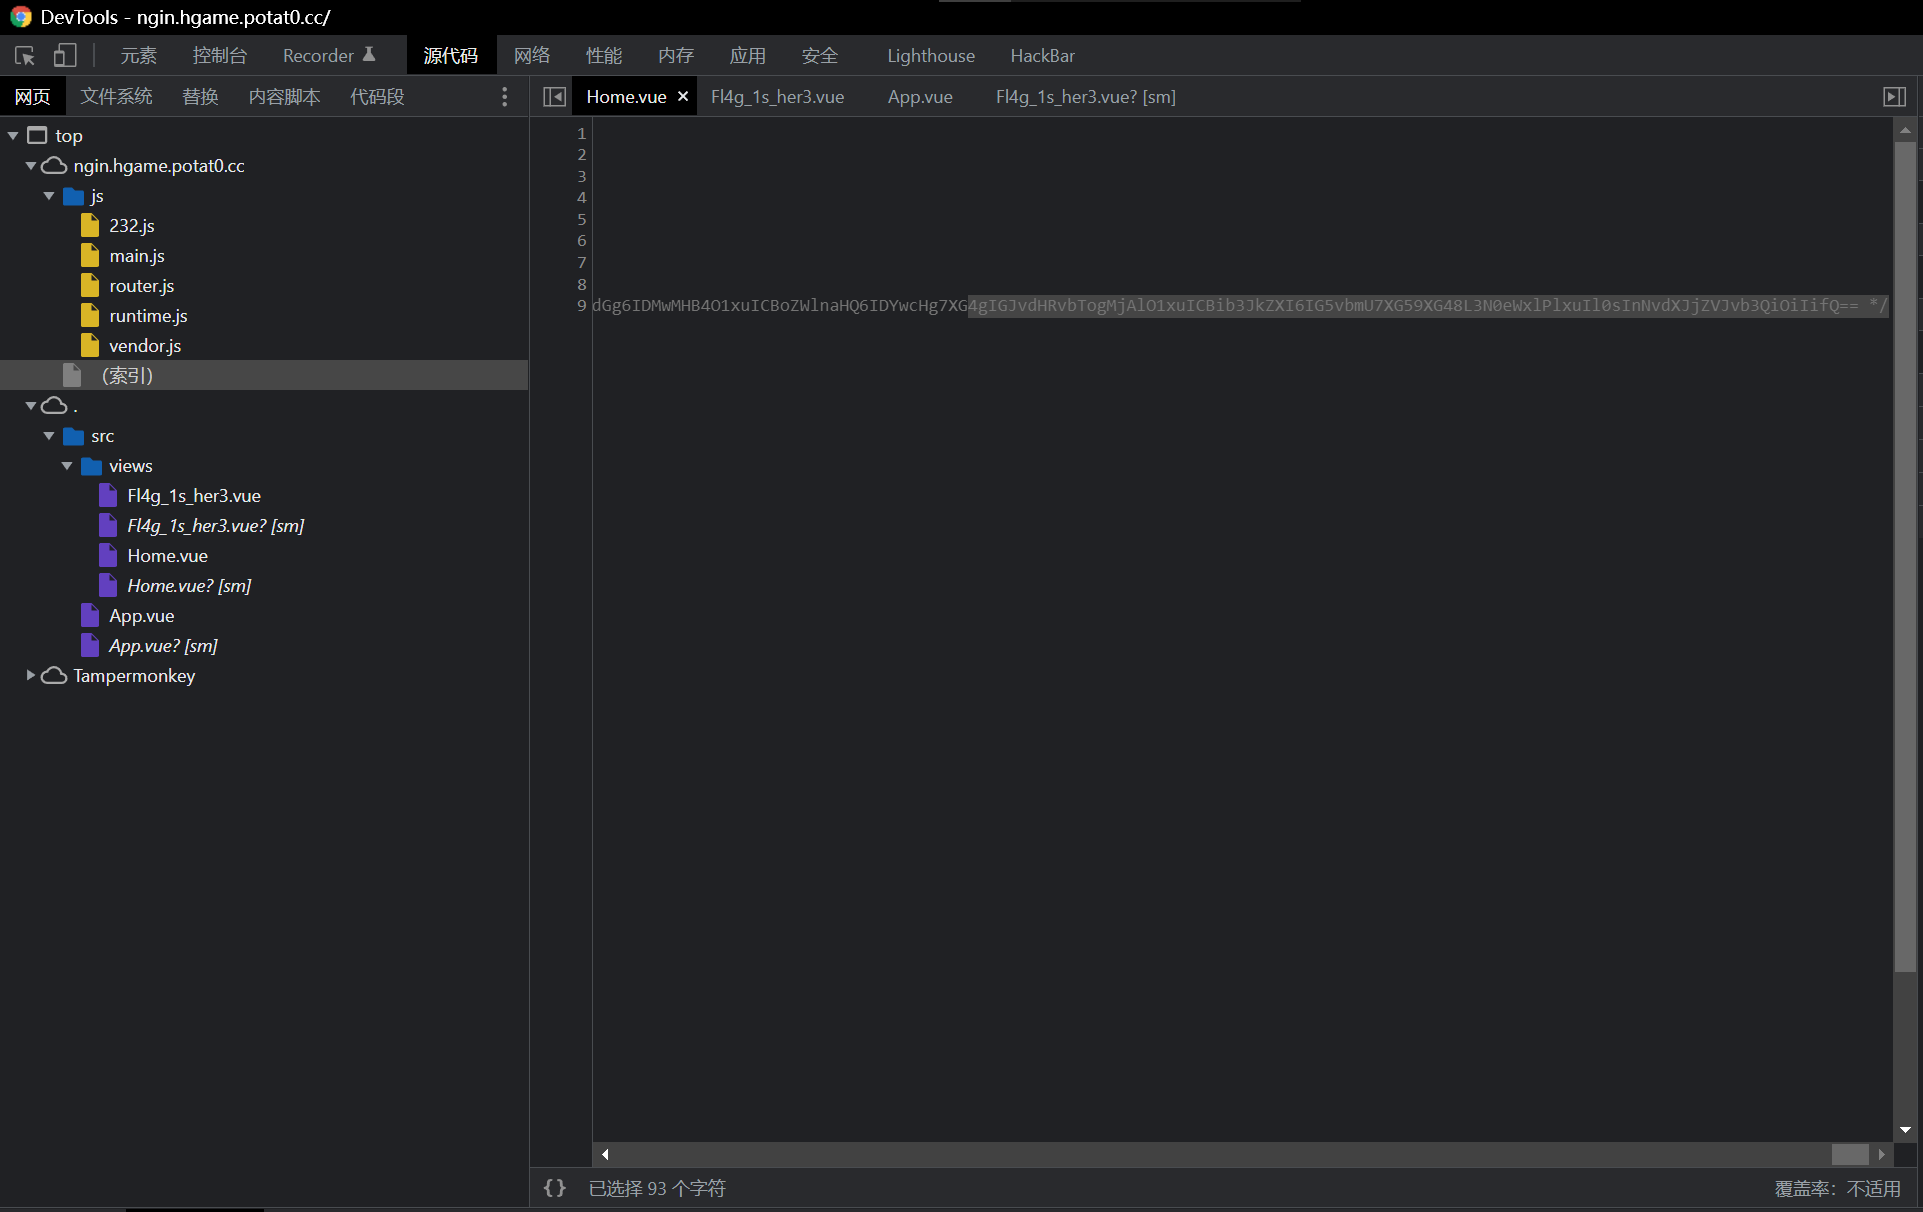 DevTools - ngin.hgame.potat0.cc/
元素 控制台 Recorder 源代码 网络 性能 内存 应用 安全 Lighthouse HackBar
网页 文件系统 替换 内容脚本 代码段
Home.vue × Fl4g_1s_her3.vue App.vue Fl4g_1s_her3.vue? [sm]
top
ngin.hgame.potat0.cc
js
232.js
main.js
router.js
runtime.js
vendor.js
(索引)
.
src
views
Fl4g_1s_her3.vue
Fl4g_1s_her3.vue? [sm]
Home.vue
Home.vue? [sm]
App.vue
App.vue? [sm]
Tampermonkey
1
2
3
4
5
6
7
8
9 dGg6IDMwMHB4O1xuICBoZWlnaHQ6IDYwcHg7XG4gIGJvdHRvbTogMjAlO1xuICBib3JkZXI6IG5vbmU7XG59XG48L3N0eWxlPlxuIl0sInNvdXJjZVJvb3QiOiIifQ== */
{} 已选择 93 个字符
覆盖率：不适用